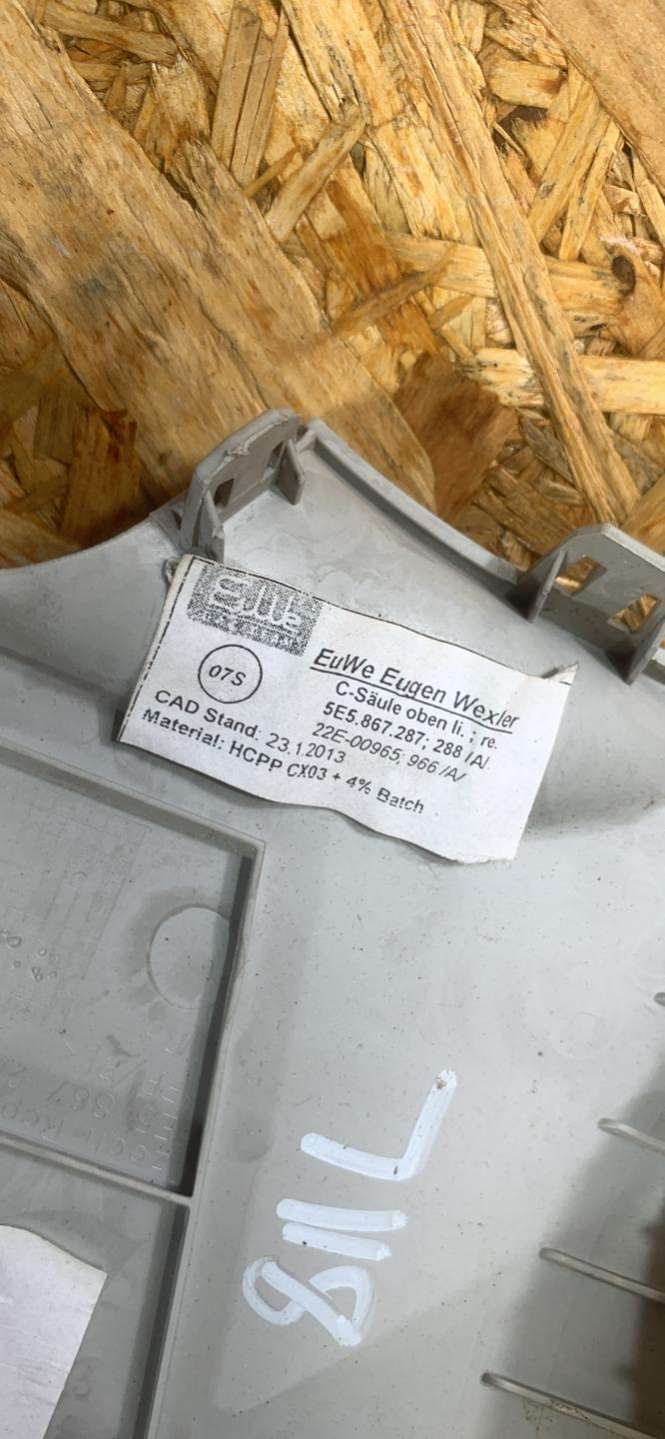 EuWe
07S
EuWe Eugen Wexler
C-Säule oben li. ; re.
5E5.867.287; 288 /A/
22E-00965; 966 /A/
CAD Stand: 23.1.2013
Material: HCPP CX03 + 4% Batch
811L